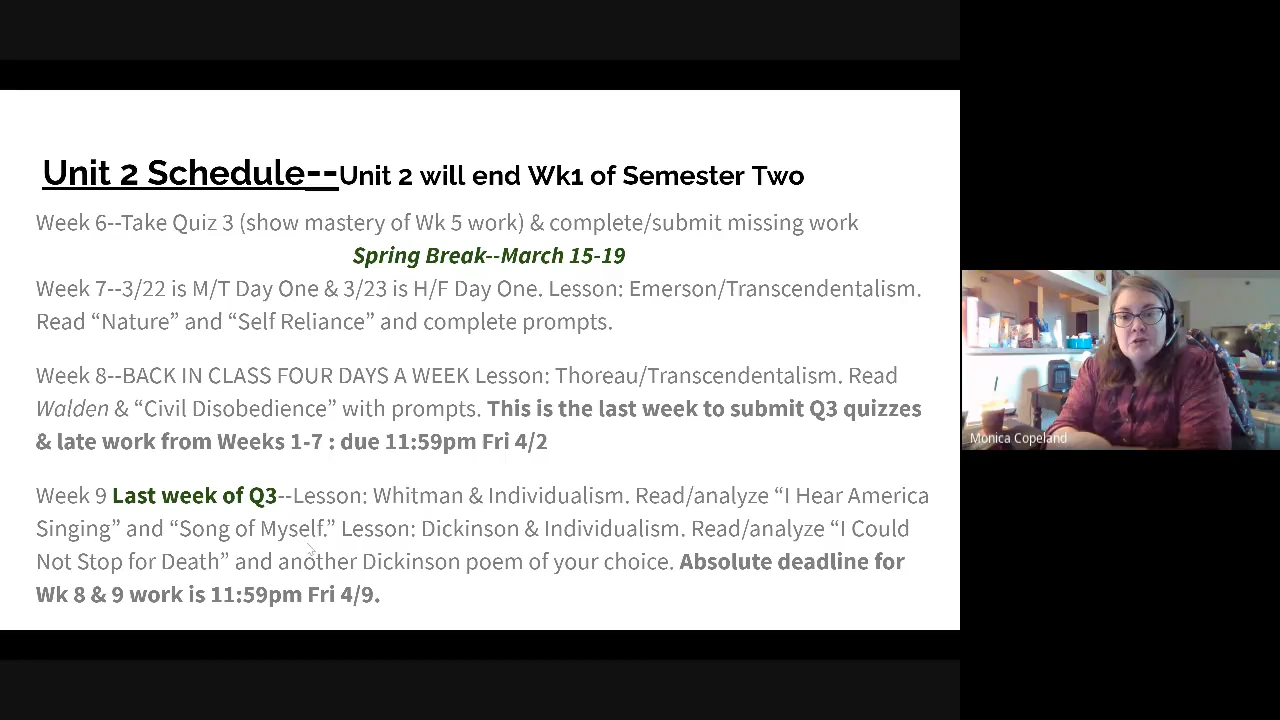 Unit 2 Schedule--Unit 2 will end Wk1 of Semester Two
Week 6--Take Quiz 3 (show mastery of Wk 5 work) & complete/submit missing work
Spring Break--March 15-19
Week 7--3/22 is M/T Day One & 3/23 is H/F Day One. Lesson: Emerson/Transcendentalism.
Read “Nature” and “Self Reliance” and complete prompts.
Week 8--BACK IN CLASS FOUR DAYS A WEEK Lesson: Thoreau/Transcendentalism. Read
Walden & “Civil Disobedience” with prompts. This is the last week to submit Q3 quizzes
& late work from Weeks 1-7 : due 11:59pm Fri 4/2
Week 9 Last week of Q3--Lesson: Whitman & Individualism. Read/analyze “I Hear America
Singing” and “Song of Myself.” Lesson: Dickinson & Individualism. Read/analyze “I Could
Not Stop for Death” and another Dickinson poem of your choice. Absolute deadline for
Wk 8 & 9 work is 11:59pm Fri 4/9.
Monica Copeland